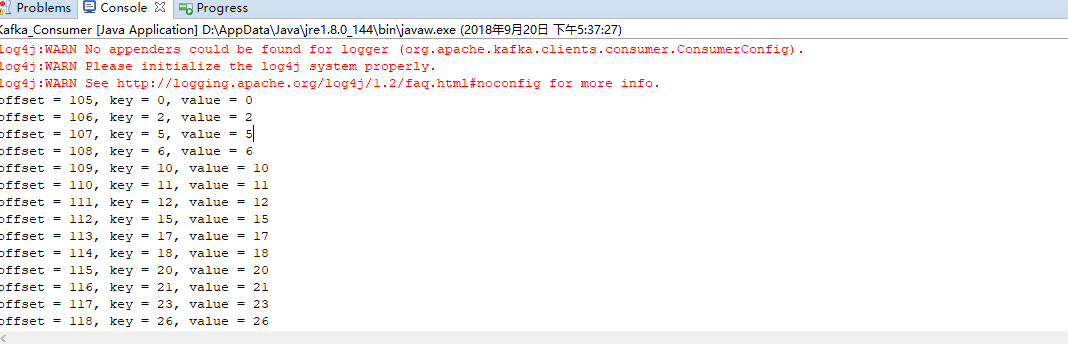 Problems Console Progress
Kafka_Consumer [Java Application] D:\AppData\Java\jre1.8.0_144\bin\javaw.exe (2018年9月20日 下午5:37:27)
log4j:WARN No appenders could be found for logger (org.apache.kafka.clients.consumer.ConsumerConfig).
log4j:WARN Please initialize the log4j system properly.
log4j:WARN See http://logging.apache.org/log4j/1.2/faq.html#noconfig for more info.
offset = 105, key = 0, value = 0
offset = 106, key = 2, value = 2
offset = 107, key = 5, value = 5
offset = 108, key = 6, value = 6
offset = 109, key = 10, value = 10
offset = 110, key = 11, value = 11
offset = 111, key = 12, value = 12
offset = 112, key = 15, value = 15
offset = 113, key = 17, value = 17
offset = 114, key = 18, value = 18
offset = 115, key = 20, value = 20
offset = 116, key = 21, value = 21
offset = 117, key = 23, value = 23
offset = 118, key = 26, value = 26